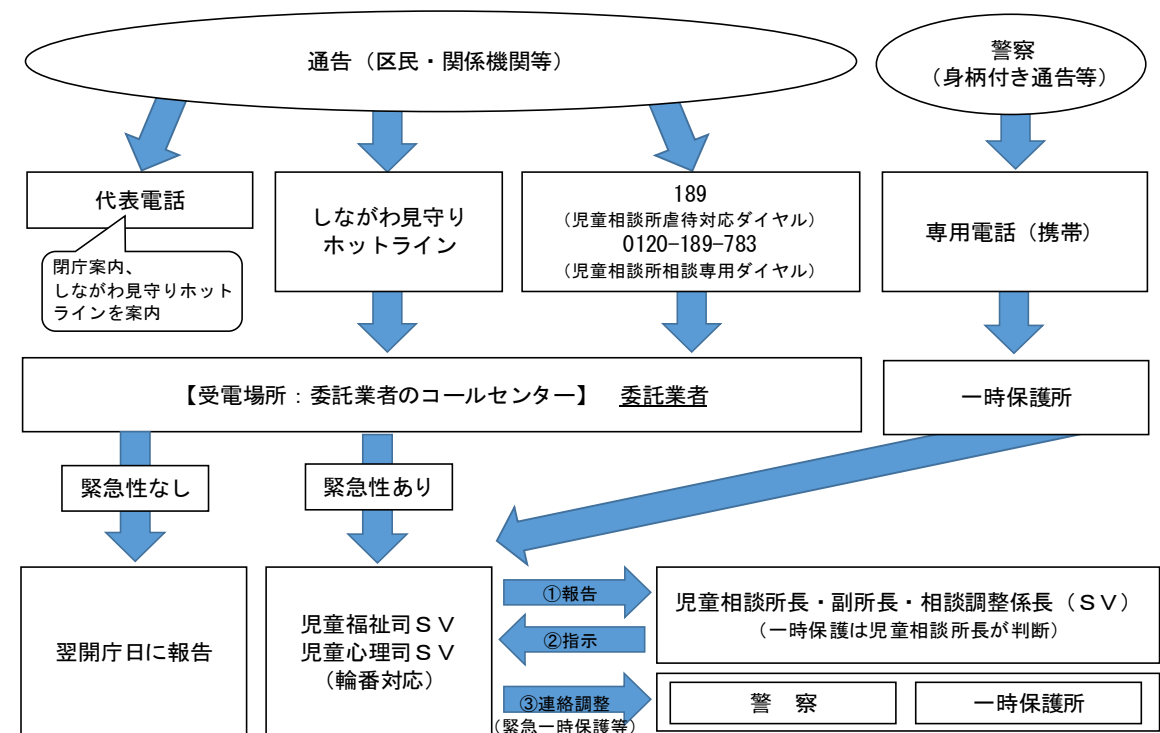 通告（区民・関係機関等）
警察
（身柄付き通告等）
代表電話
閉庁案内、
しながわ見守りホット
ラインを案内
しながわ見守り
ホットライン
189
（児童相談所虐待対応ダイヤル）
0120-189-783
（児童相談所相談専用ダイヤル）
専用電話（携帯）
【受電場所：委託業者のコールセンター】　委託業者
一時保護所
緊急性なし
緊急性あり
翌開庁日に報告
児童福祉司ＳＶ
児童心理司ＳＶ
（輪番対応）
①報告
②指示
③連絡調整
（緊急一時保護等）
児童相談所長・副所長・相談調整係長（ＳＶ）
（一時保護は児童相談所長が判断）
警　察
一時保護所